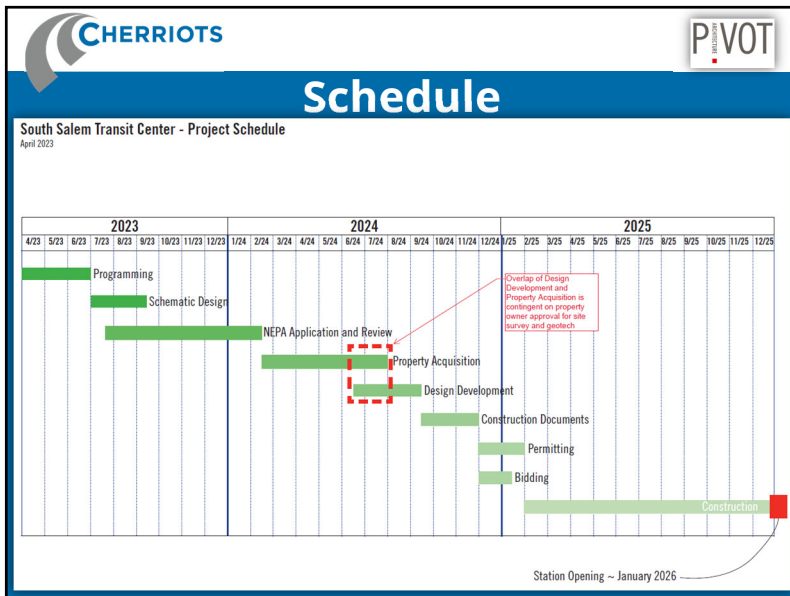 CHERRIOTS
PIVOT
ARCHITECTURE
Schedule
South Salem Transit Center - Project Schedule
April 2023
2023 2024 2025
4/23 5/23 6/23 7/23 8/23 9/23 10/23 11/23 12/23 1/24 2/24 3/24 4/24 5/24 6/24 7/24 8/24 9/24 10/24 11/24 12/24 1/25 2/25 3/25 4/25 5/25 6/25 7/25 8/25 9/25 10/25 11/25 12/25
Programming
Overlap of Design
Development and
Property Acquisition is
contingent on property
owner approval for site
survey and geotech
Schematic Design
NEPA Application and Review
Property Acquisition
Design Development
Construction Documents
Permitting
Bidding
Construction
Station Opening ~ January 2026